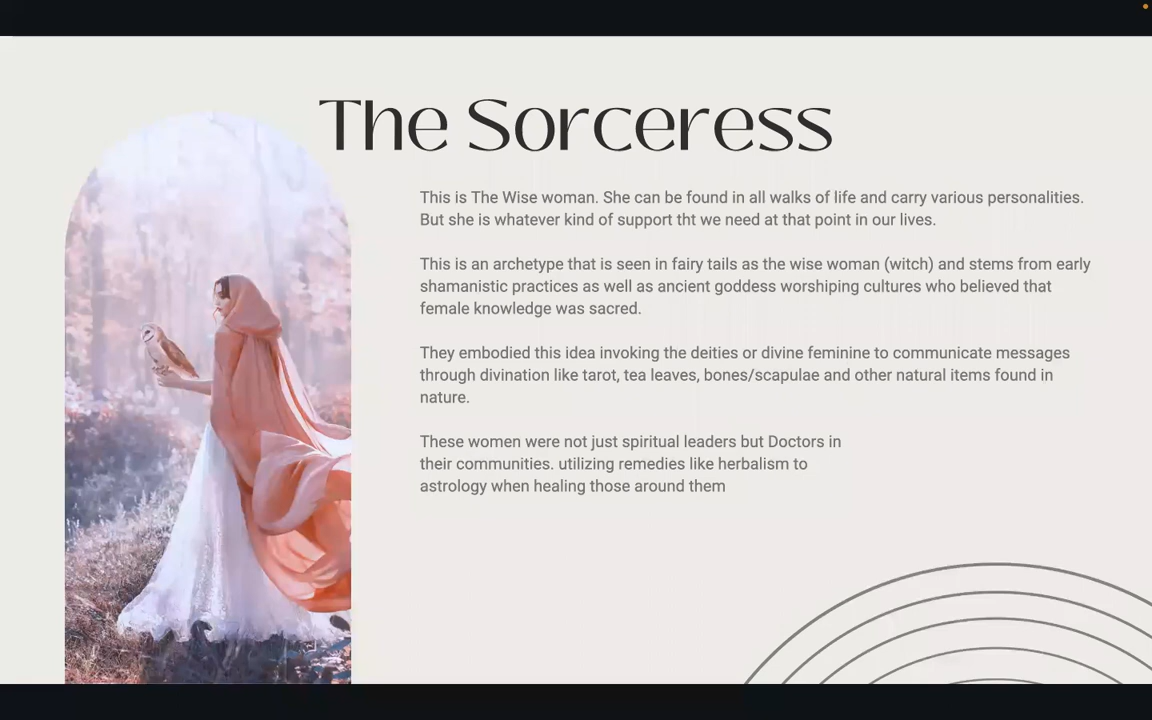 The Sorceress
This is The Wise woman. She can be found in all walks of life and carry various personalities.
But she is whatever kind of support tht we need at that point in our lives.
This is an archetype that is seen in fairy tails as the wise woman (witch) and stems from early
shamanistic practices as well as ancient goddess worshiping cultures who believed that
female knowledge was sacred.
They embodied this idea invoking the deities or divine feminine to communicate messages
through divination like tarot, tea leaves, bones/scapulae and other natural items found in
nature.
These women were not just spiritual leaders but Doctors in
their communities. utilizing remedies like herbalism to
astrology when healing those around them